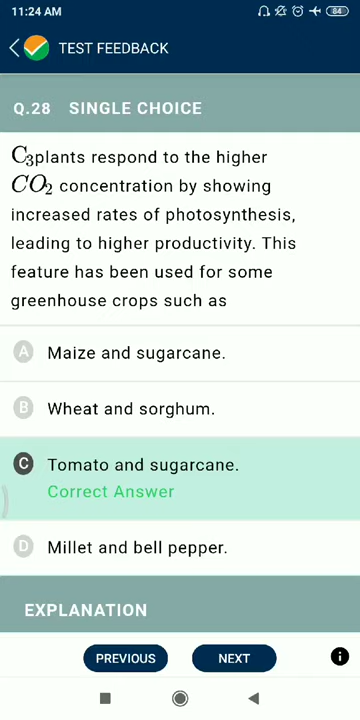 11:24 AM
84
TEST FEEDBACK
Q.28 SINGLE CHOICE
C3plants respond to the higher
CO2 concentration by showing
increased rates of photosynthesis,
leading to higher productivity. This
feature has been used for some
greenhouse crops such as
A Maize and sugarcane.
B Wheat and sorghum.
C Tomato and sugarcane.
Correct Answer
D Millet and bell pepper.
EXPLANATION
PREVIOUS NEXT i